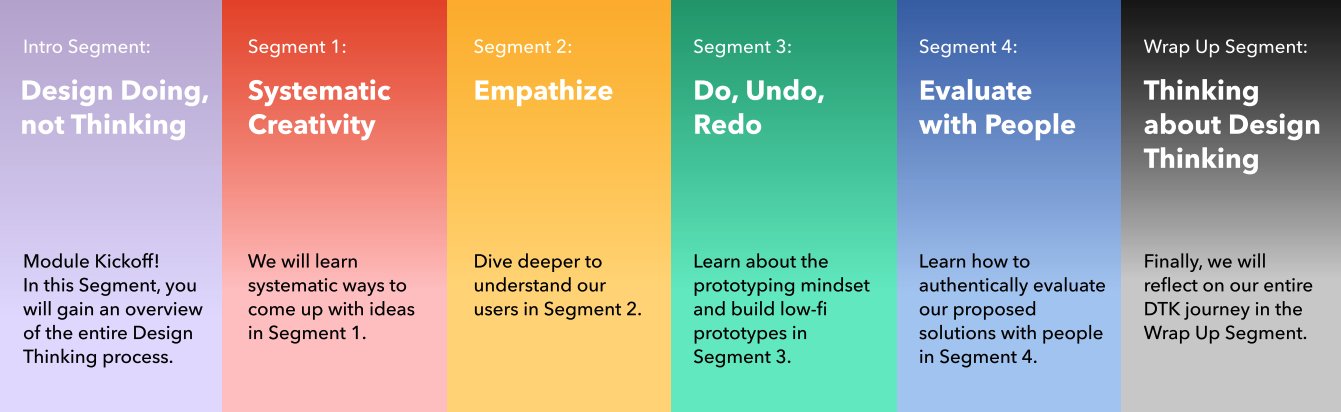 Intro Segment:
Design Doing,
not Thinking
Module Kickoff!
In this Segment, you
will gain an overview
of the entire Design
Thinking process.
Segment 1:
Systematic
Creativity
We will learn
systematic ways to
come up with ideas
in Segment 1.
Segment 2:
Empathize
Dive deeper to
understand our
users in Segment 2.
Segment 3:
Do, Undo,
Redo
Learn about the
prototyping mindset
and build low-fi
prototypes in
Segment 3.
Segment 4:
Evaluate
with People
Learn how to
authentically evaluate
our proposed
solutions with people
in Segment 4.
Wrap Up Segment:
Thinking
about Design
Thinking
Finally, we will
reflect on our entire
DTK journey in the
Wrap Up Segment.